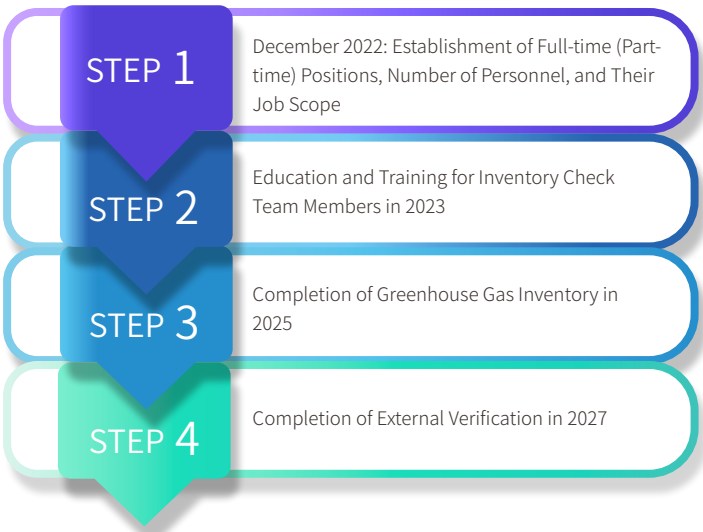 STEP 1
December 2022: Establishment of Full-time (Part-
time) Positions, Number of Personnel, and Their
Job Scope
STEP 2
Education and Training for Inventory Check
Team Members in 2023
STEP 3
Completion of Greenhouse Gas Inventory in
2025
STEP 4
Completion of External Verification in 2027